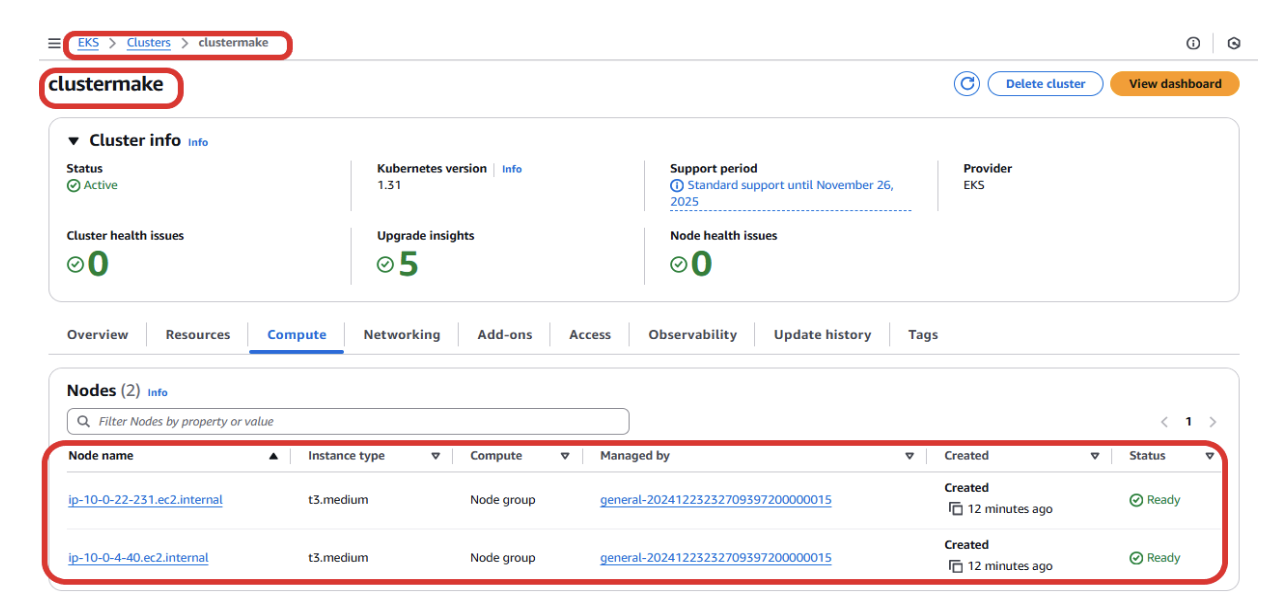 EKS > Clusters > clustermake
clustermake
Delete cluster
View dashboard
Cluster info Info
Status
Active
Kubernetes version Info
1.31
Support period
Standard support until November 26,
2025
Provider
EKS
Cluster health issues
0
Upgrade insights
5
Node health issues
0
Overview Resources Compute Networking Add-ons Access Observability Update history Tags
Nodes (2) Info
Filter Nodes by property or value
< 1 >
Node name Instance type Compute Managed by Created Status
ip-10-0-22-231.ec2.internal t3.medium Node group general-20241223232709397200000015 Created
12 minutes ago Ready
ip-10-0-4-40.ec2.internal t3.medium Node group general-20241223232709397200000015 Created
12 minutes ago Ready